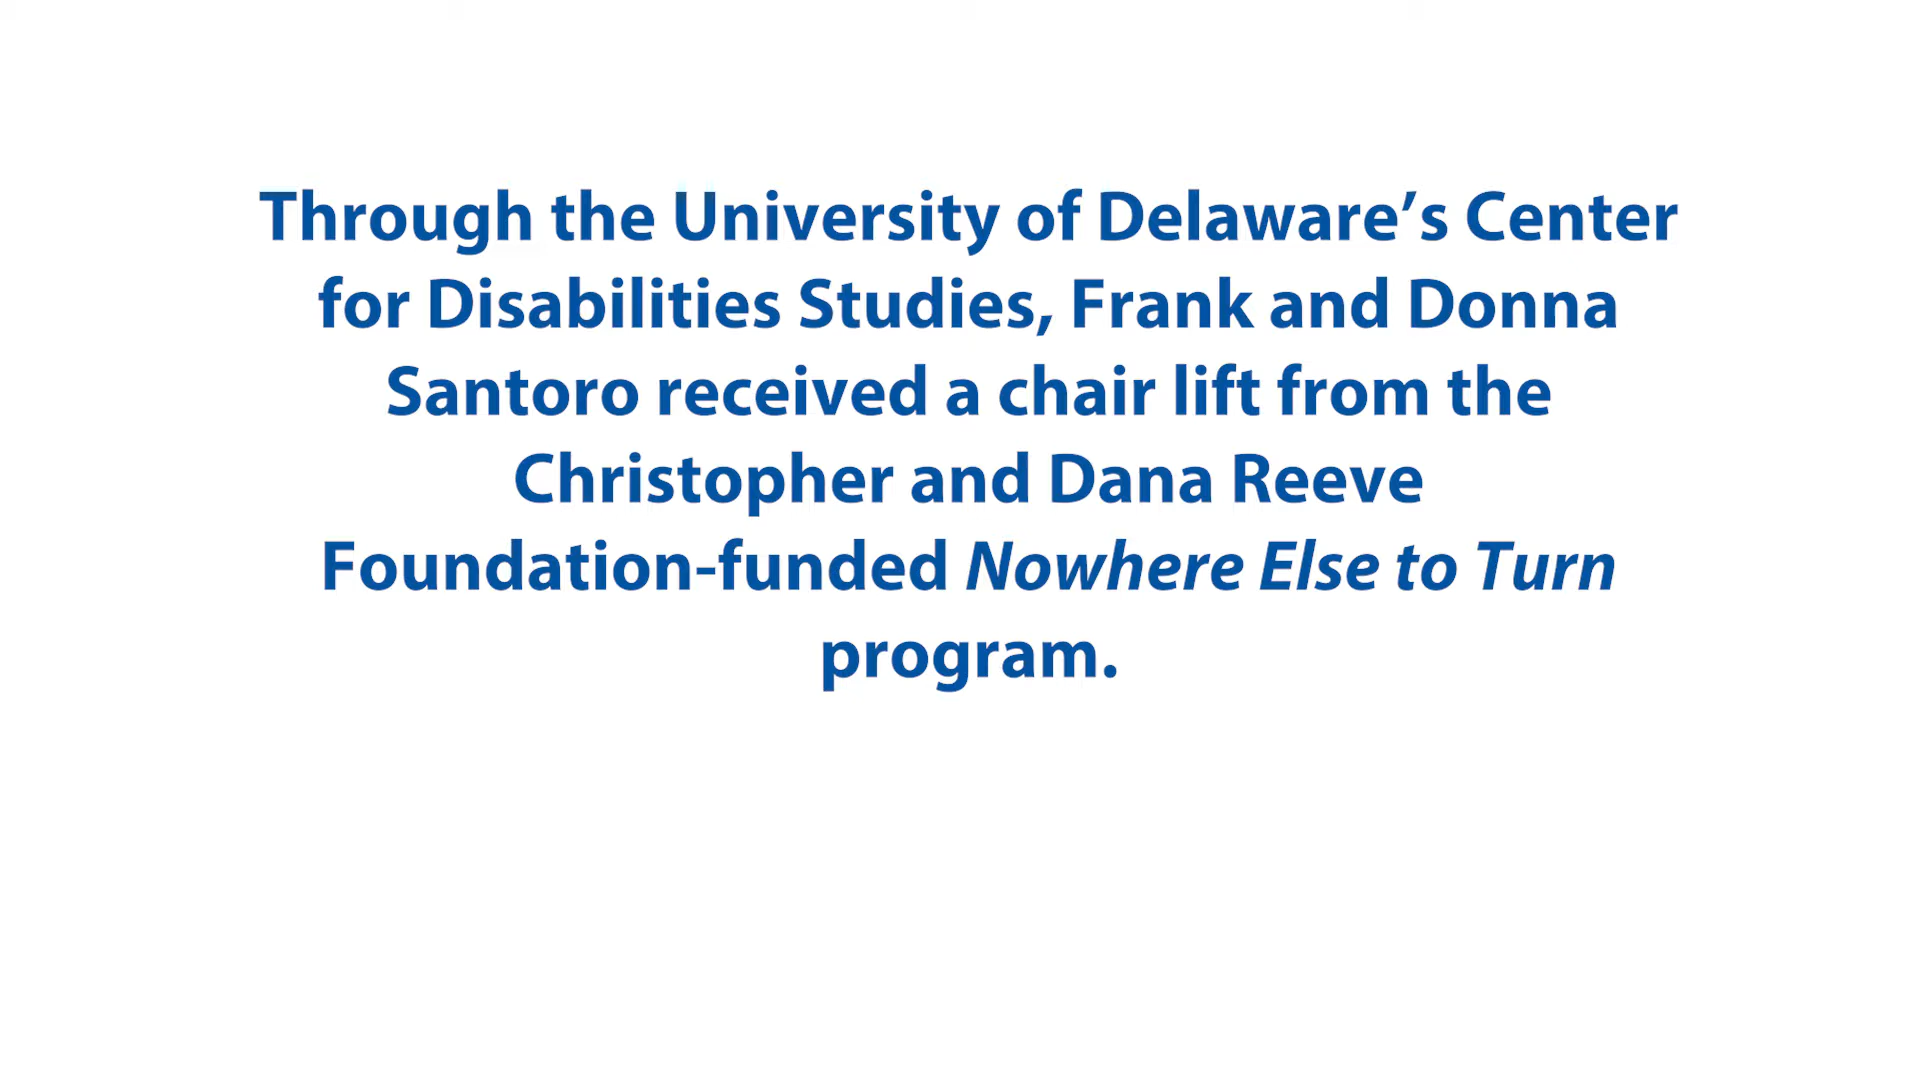 Through the University of Delaware’s Center
for Disabilities Studies, Frank and Donna
Santoro received a chair lift from the
Christopher and Dana Reeve
Foundation-funded Nowhere Else to Turn
program.